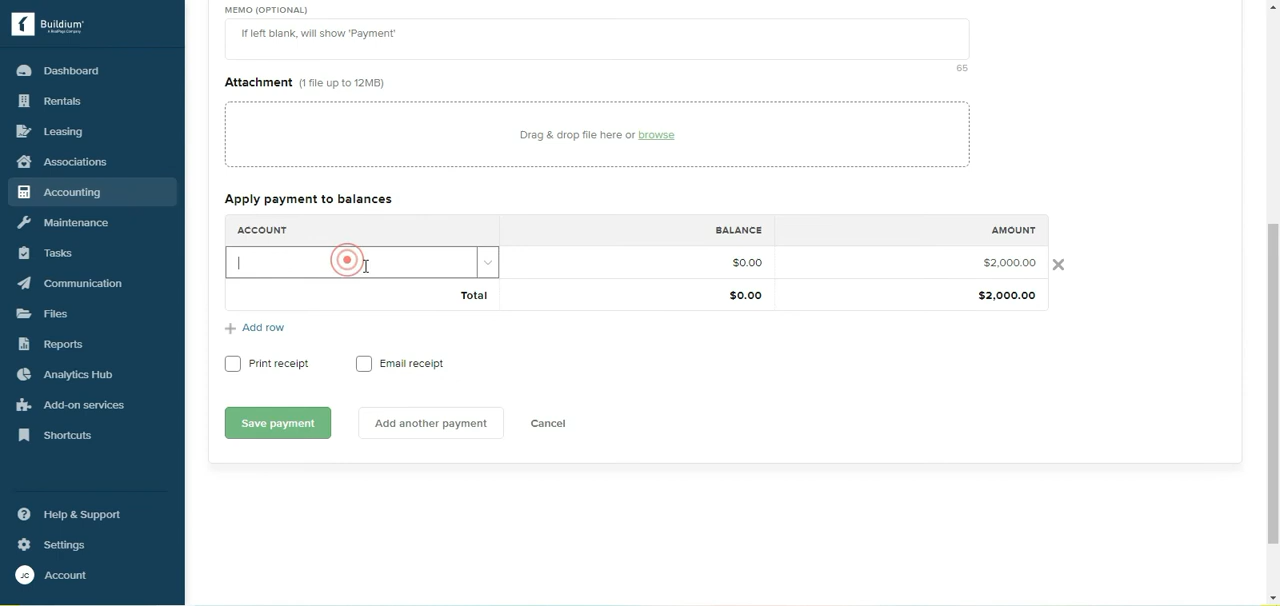 Buildium
A RealPage Company
Dashboard
Rentals
Leasing
Associations
Accounting
Maintenance
Tasks
Communication
Files
Reports
Analytics Hub
Add-on services
Shortcuts
Help & Support
Settings
JC Account
MEMO (OPTIONAL)
If left blank, will show 'Payment'
65
Attachment (1 file up to 12MB)
Drag & drop file here or browse
Apply payment to balances
ACCOUNT BALANCE AMOUNT
$0.00 $2,000.00
Total $0.00 $2,000.00
Add row
Print receipt Email receipt
Save payment Add another payment Cancel